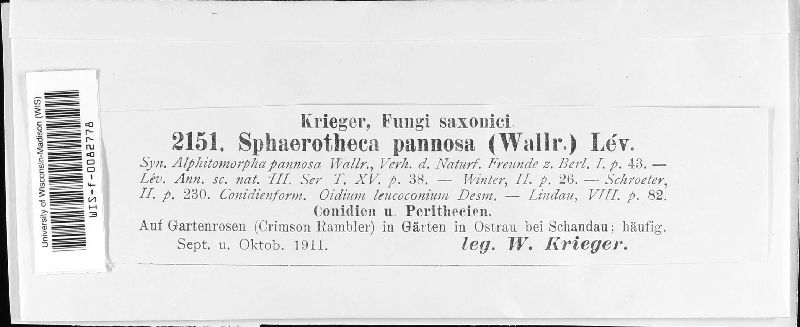 University of Wisconsin-Madison (WIS)
WIS-f-0082778
Krieger, Fungi saxonici.
2151. Sphaerotheca pannosa (Wallr.) Lév.
Syn. Alphitomorpha pannosa Wallr., Verh. d. Naturf. Freunde z. Berl. I. p. 43. —
Lév. Ann. sc. nat. III. Ser T. XV. p. 38. — Winter, II. p. 26. — Schroeter,
II. p. 230. Conidienform. Oidium leucoconium Desm. — Lindau, VIII. p. 82.
Conidien u. Perithecien.
Auf Gartenrosen (Crimson Rambler) in Gärten in Ostrau bei Schandau; häufig.
Sept. u. Oktob. 1911. leg. W. Krieger.